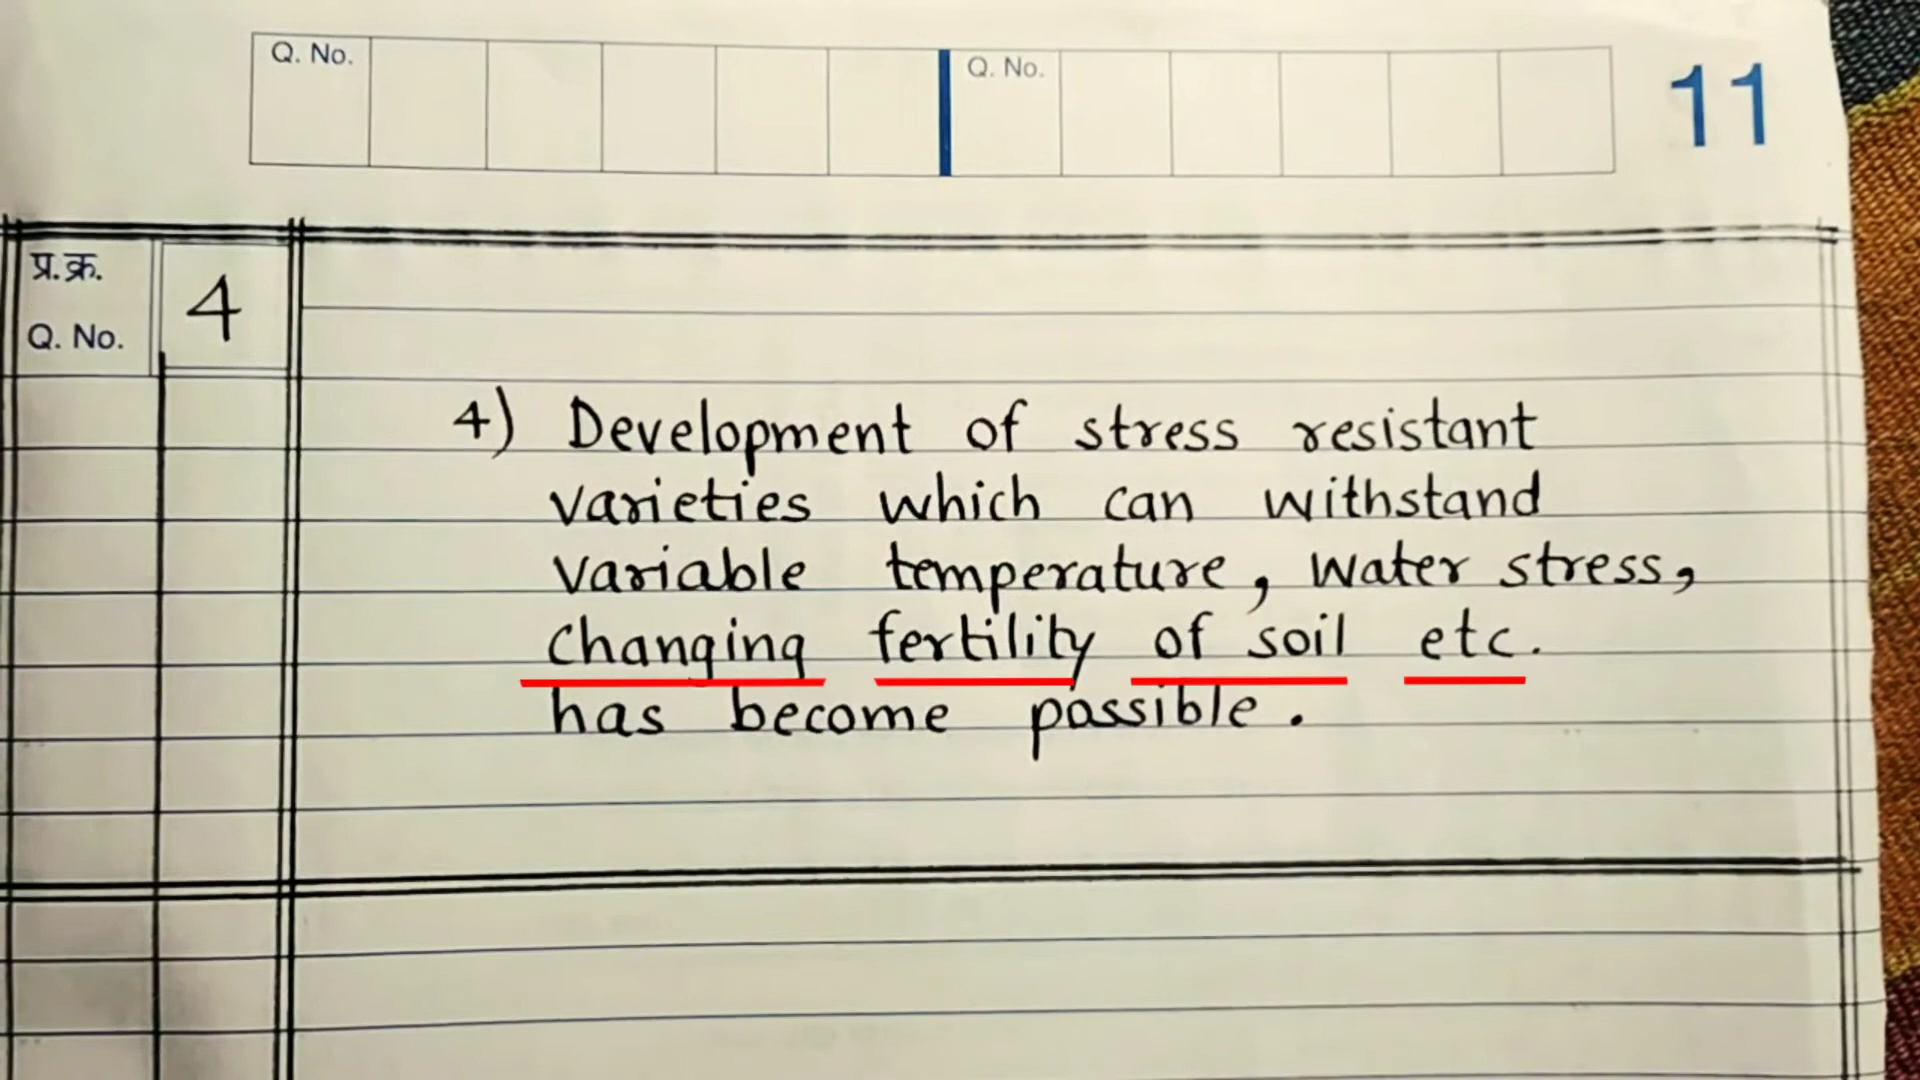 Q. No. Q. No. 11
प्र.क्र. 4
Q. No.
4) Development of stress resistant
varieties which can withstand
variable temperature, water stress,
changing fertility of soil etc.
has become possible.